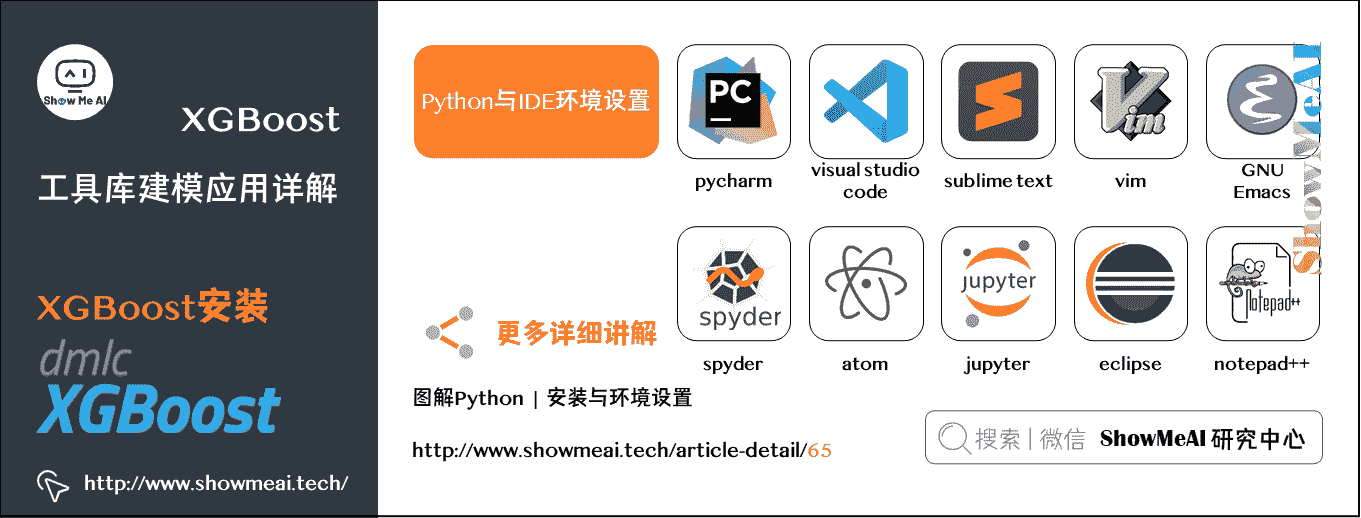 Show Me AI
XGBoost
工具库建模应用详解
XGBoost安装
dmlc
XGBoost
http://www.showmeai.tech/
Python与IDE环境设置
PC
pycharm
visual studio
code
sublime text
Vim
vim
GNU
Emacs
ShowMeAI
spyder
spyder
atom
jupyter
jupyter
eclipse
notepad++
notepad++
更多详细讲解
图解Python | 安装与环境设置
http://www.showmeai.tech/article-detail/65
搜索 | 微信 ShowMeAI 研究中心